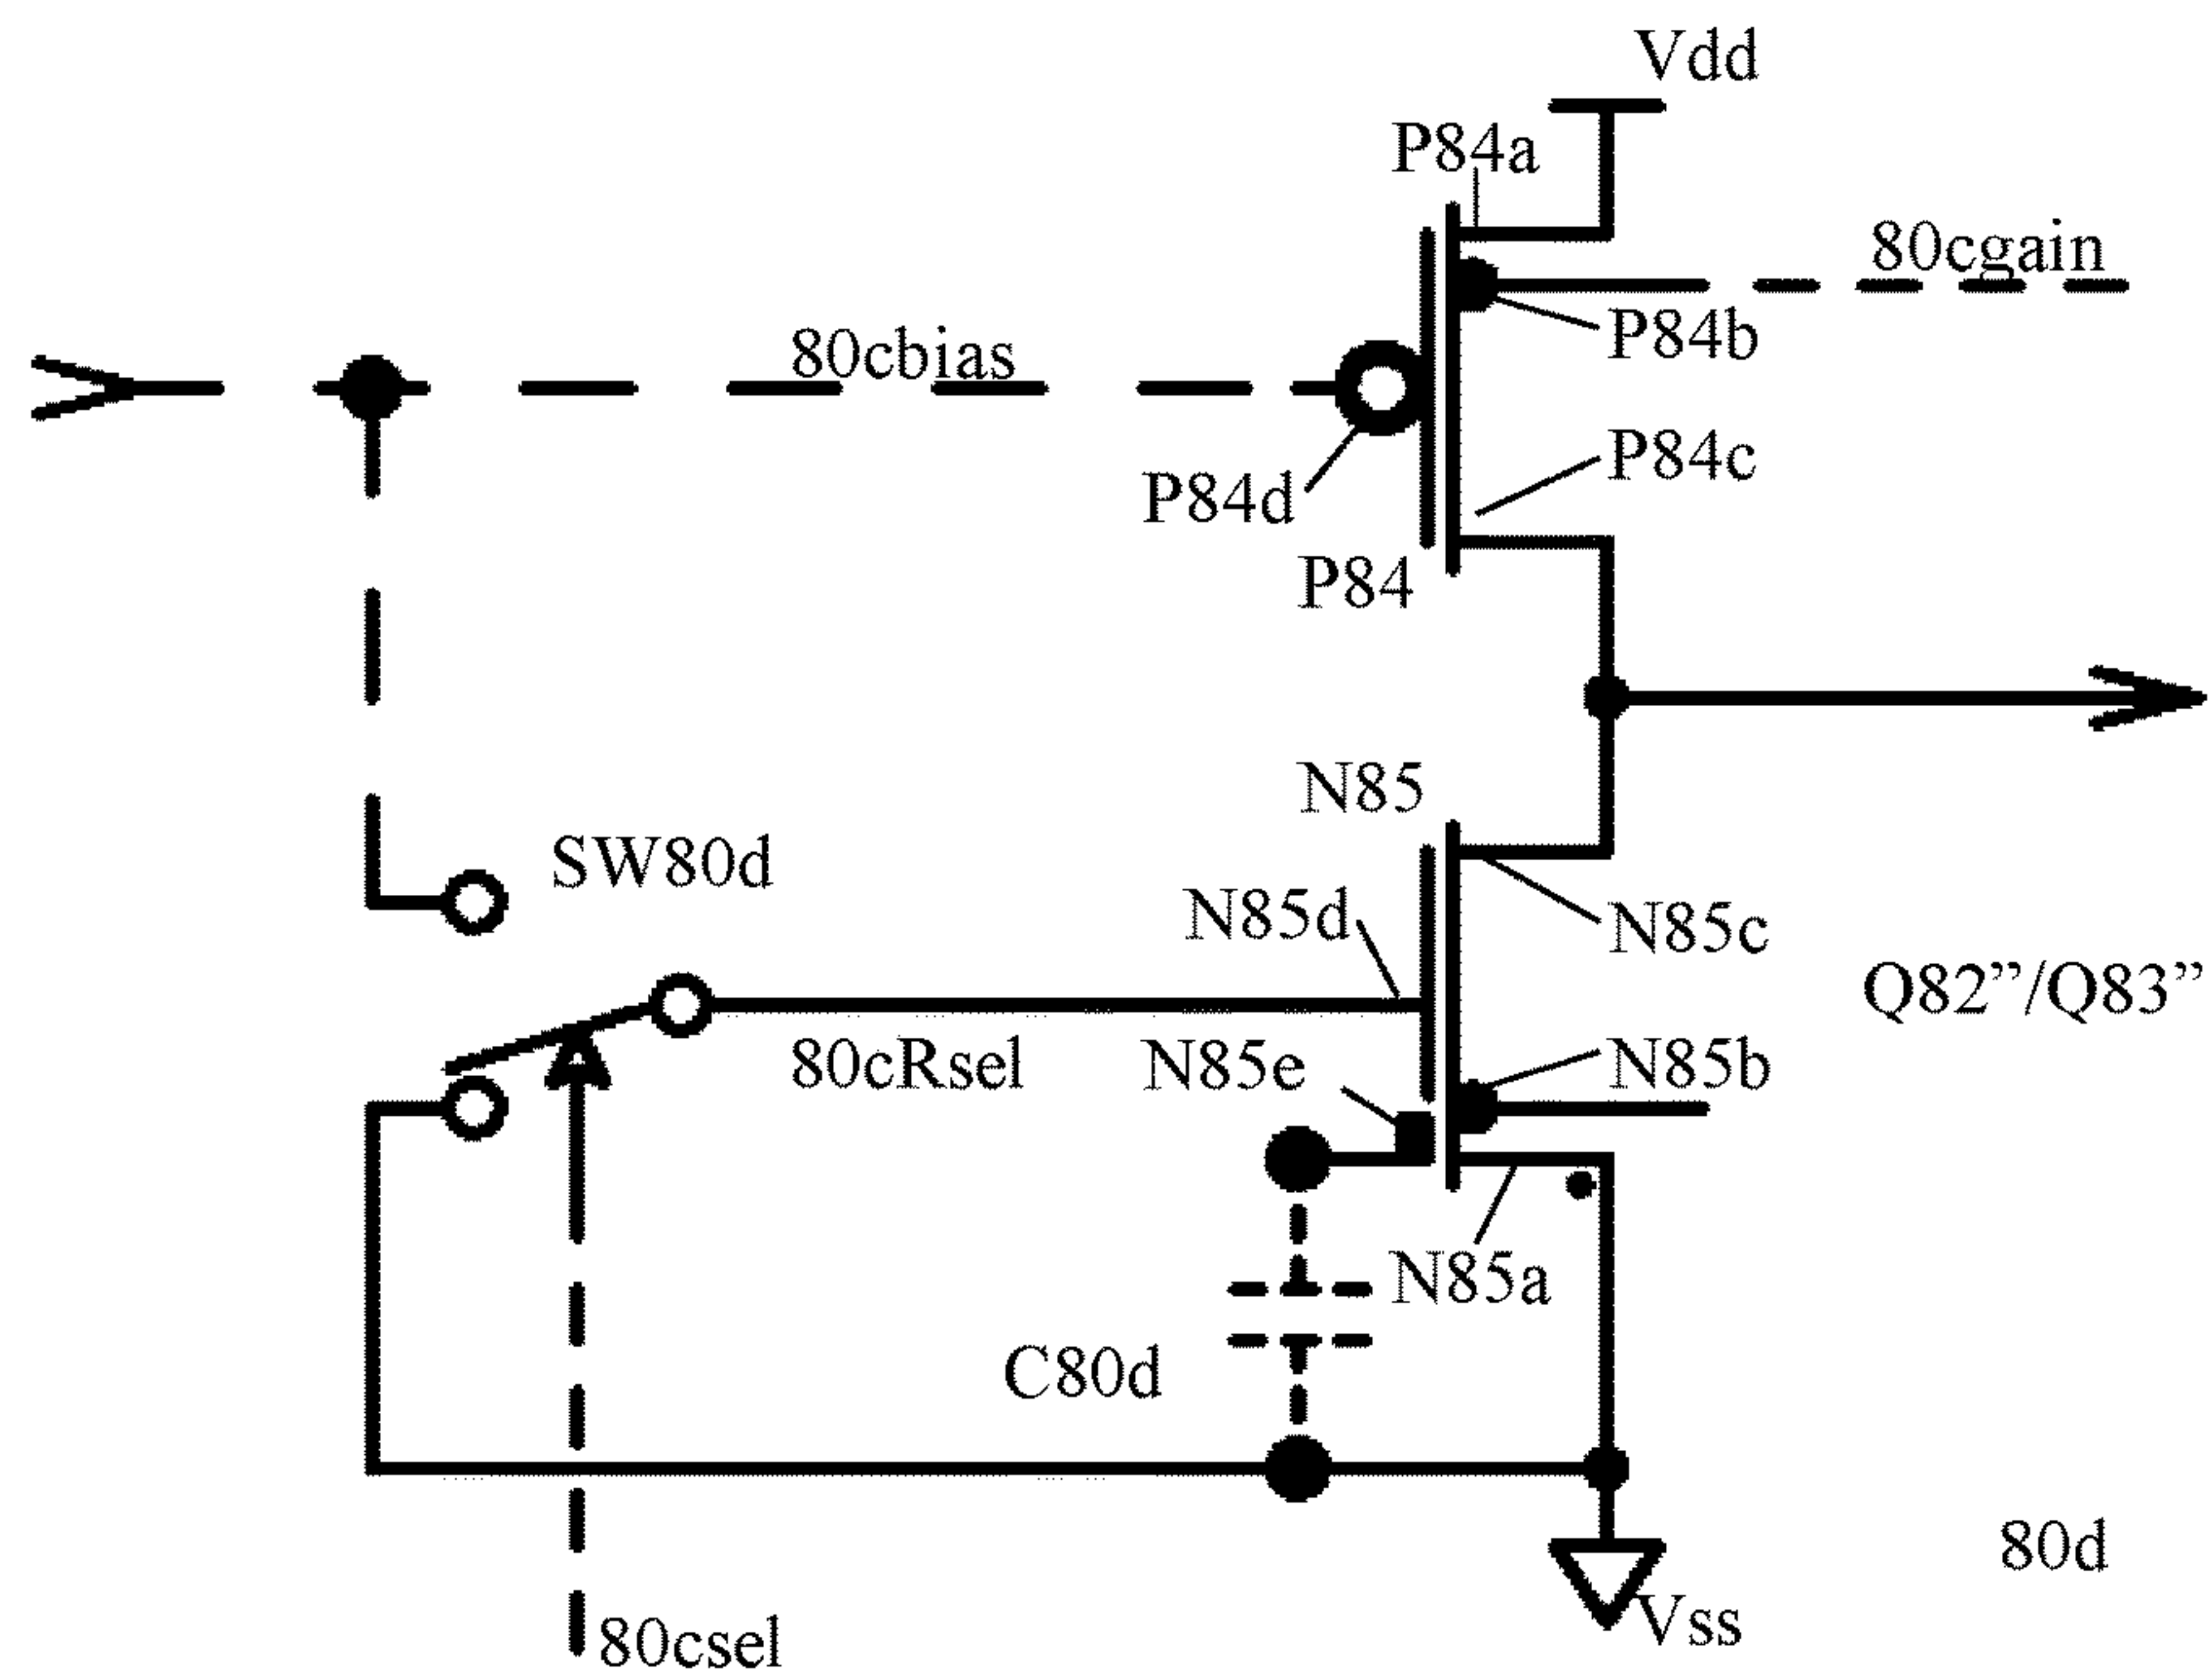 Vdd
P84a
80cgain
P84b
80cbias
P84c
P84d
P84
N85
SW80d
N85d
N85c
Q82”/Q83”
80cRsel
N85e
N85b
N85a
C80d
80d
Vss
80csel